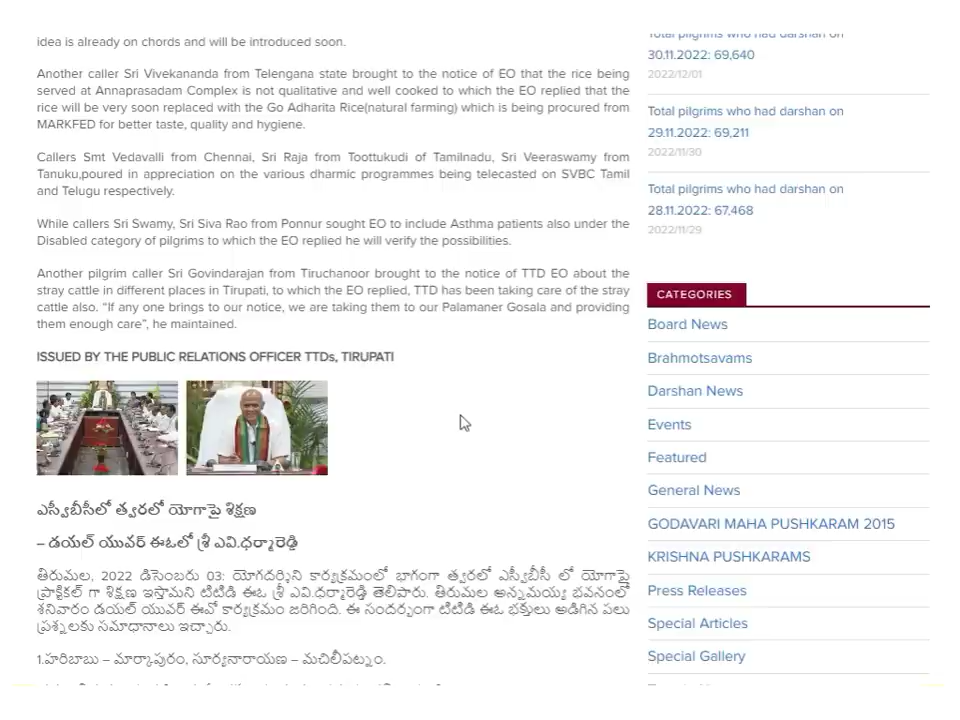 idea is already on chords and will be introduced soon.
Another caller Sri Vivekananda from Telengana state brought to the notice of EO that the rice being
served at Annaprasadam Complex is not qualitative and well cooked to which the EO replied that the
rice will be very soon replaced with the Go Adharita Rice(natural farming) which is being procured from
MARKFED for better taste, quality and hygiene.
Callers Smt Vedavalli from Chennai, Sri Raja from Toottukudi of Tamilnadu, Sri Veeraswamy from
Tanuku,poured in appreciation on the various dharmic programmes being telecasted on SVBC Tamil
and Telugu respectively.
While callers Sri Swamy, Sri Siva Rao from Ponnur sought EO to include Asthma patients also under the
Disabled category of pilgrims to which the EO replied he will verify the possibilities.
Another pilgrim caller Sri Govindarajan from Tiruchanoor brought to the notice of TTD EO about the
stray cattle in different places in Tirupati, to which the EO replied, TTD has been taking care of the stray
cattle also. “If any one brings to our notice, we are taking them to our Palamaner Gosala and providing
them enough care”, he maintained.
ISSUED BY THE PUBLIC RELATIONS OFFICER TTDs, TIRUPATI
ఎస్వీబీసీలో త్వరలో యోగాపై శిక్షణ
– డయల్ యువర్ ఈఓలో శ్రీ ఎవి.ధర్మారెడ్డి
తిరుమల, 2022 డిసెంబరు 03: యోగదర్శిని కార్యక్రమంలో భాగంగా త్వరలో ఎస్వీబీసీ లో యోగాపై
ప్రాక్టికల్ గా శిక్షణ ఇస్తామని టిటిడి ఈఓ శ్రీ ఎవి.ధర్మారెడ్డి తెలిపారు. తిరుమల అన్నమయ్య భవనంలో
శనివారం డయల్ యువర్ ఈవో కార్యక్రమం జరిగింది. ఈ సందర్భంగా టిటిడి ఈఓ భక్తులు అడిగిన పలు
ప్రశ్నలకు సమాధానాలు ఇచ్చారు.
1.హరిబాబు – మార్కాపురం, సూర్యనారాయణ – మచిలీపట్నం.
Total pilgrims who had darshan on
30.11.2022: 69,640
2022/12/01
Total pilgrims who had darshan on
29.11.2022: 69,211
2022/11/30
Total pilgrims who had darshan on
28.11.2022: 67,468
2022/11/29
CATEGORIES
Board News
Brahmotsavams
Darshan News
Events
Featured
General News
GODAVARI MAHA PUSHKARAM 2015
KRISHNA PUSHKARAMS
Press Releases
Special Articles
Special Gallery